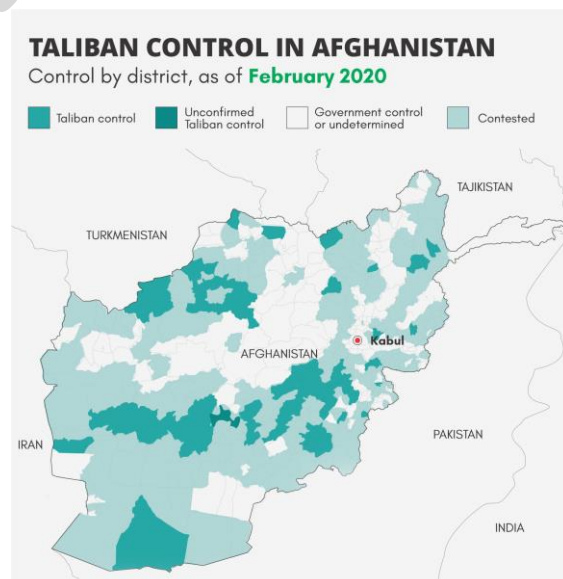 TALIBAN CONTROL IN AFGHANISTAN
Control by district, as of February 2020
Taliban control
Unconfirmed
Taliban control
Government control
or undetermined
Contested
TAJIKISTAN
TURKMENISTAN
Kabul
AFGHANISTAN
PAKISTAN
IRAN
INDIA